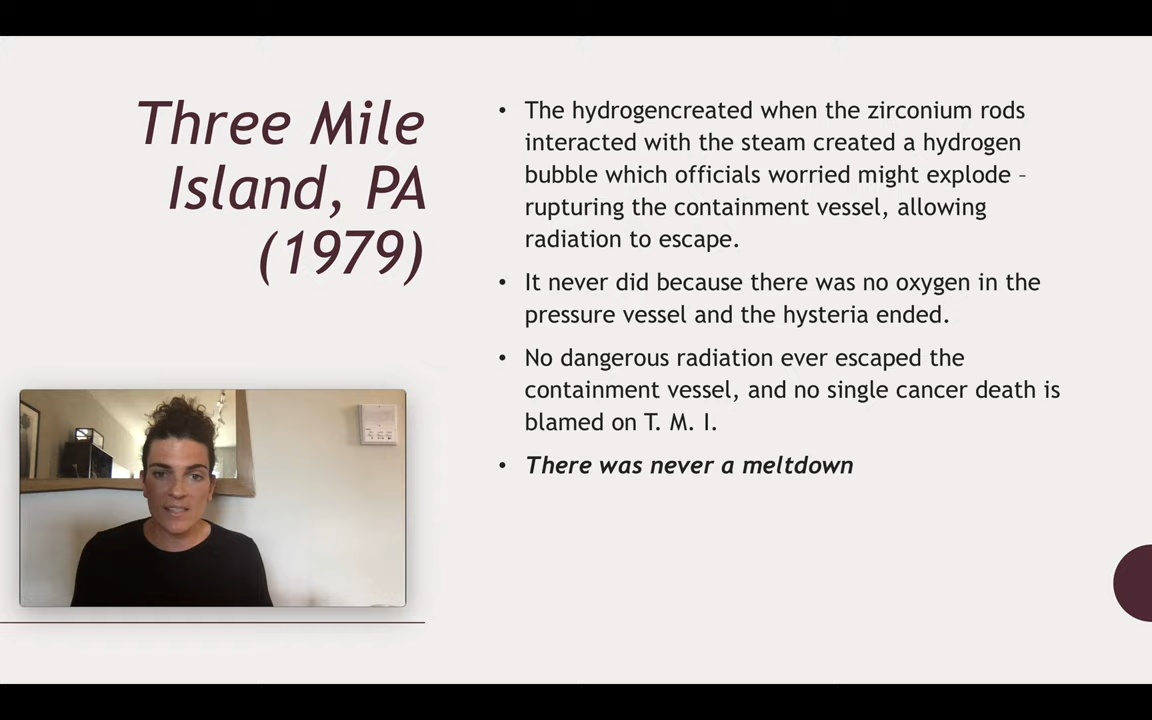 Three Mile
Island, PA
(1979)
• The hydrogencreated when the zirconium rods
interacted with the steam created a hydrogen
bubble which officials worried might explode –
rupturing the containment vessel, allowing
radiation to escape.
• It never did because there was no oxygen in the
pressure vessel and the hysteria ended.
• No dangerous radiation ever escaped the
containment vessel, and no single cancer death is
blamed on T. M. I.
• There was never a meltdown